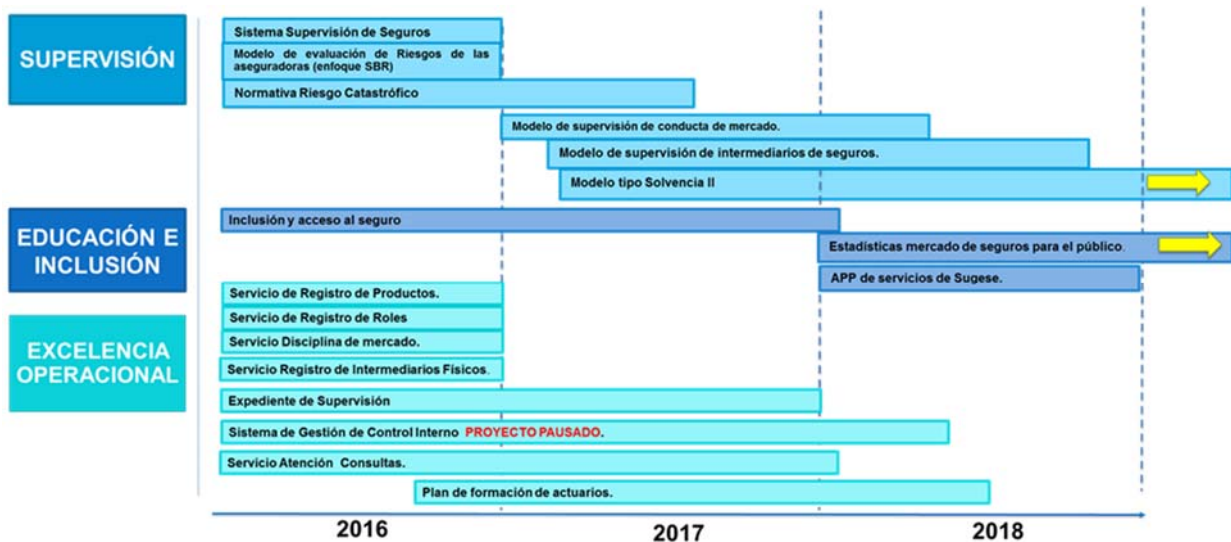 SUPERVISIÓN
Sistema Supervisión de Seguros
Modelo de evaluación de Riesgos de las
aseguradoras (enfoque SBR)
Normativa Riesgo Catastrófico
Modelo de supervisión de conducta de mercado.
Modelo de supervisión de intermediarios de seguros.
Modelo tipo Solvencia II
EDUCACIÓN E
INCLUSIÓN
Inclusión y acceso al seguro
Estadísticas mercado de seguros para el público.
APP de servicios de Sugese.
EXCELENCIA
OPERACIONAL
Servicio de Registro de Productos.
Servicio de Registro de Roles
Servicio Disciplina de mercado.
Servicio Registro de Intermediarios Físicos.
Expediente de Supervisión
Sistema de Gestión de Control Interno PROYECTO PAUSADO.
Servicio Atención Consultas.
Plan de formación de actuarios.
2016 2017 2018